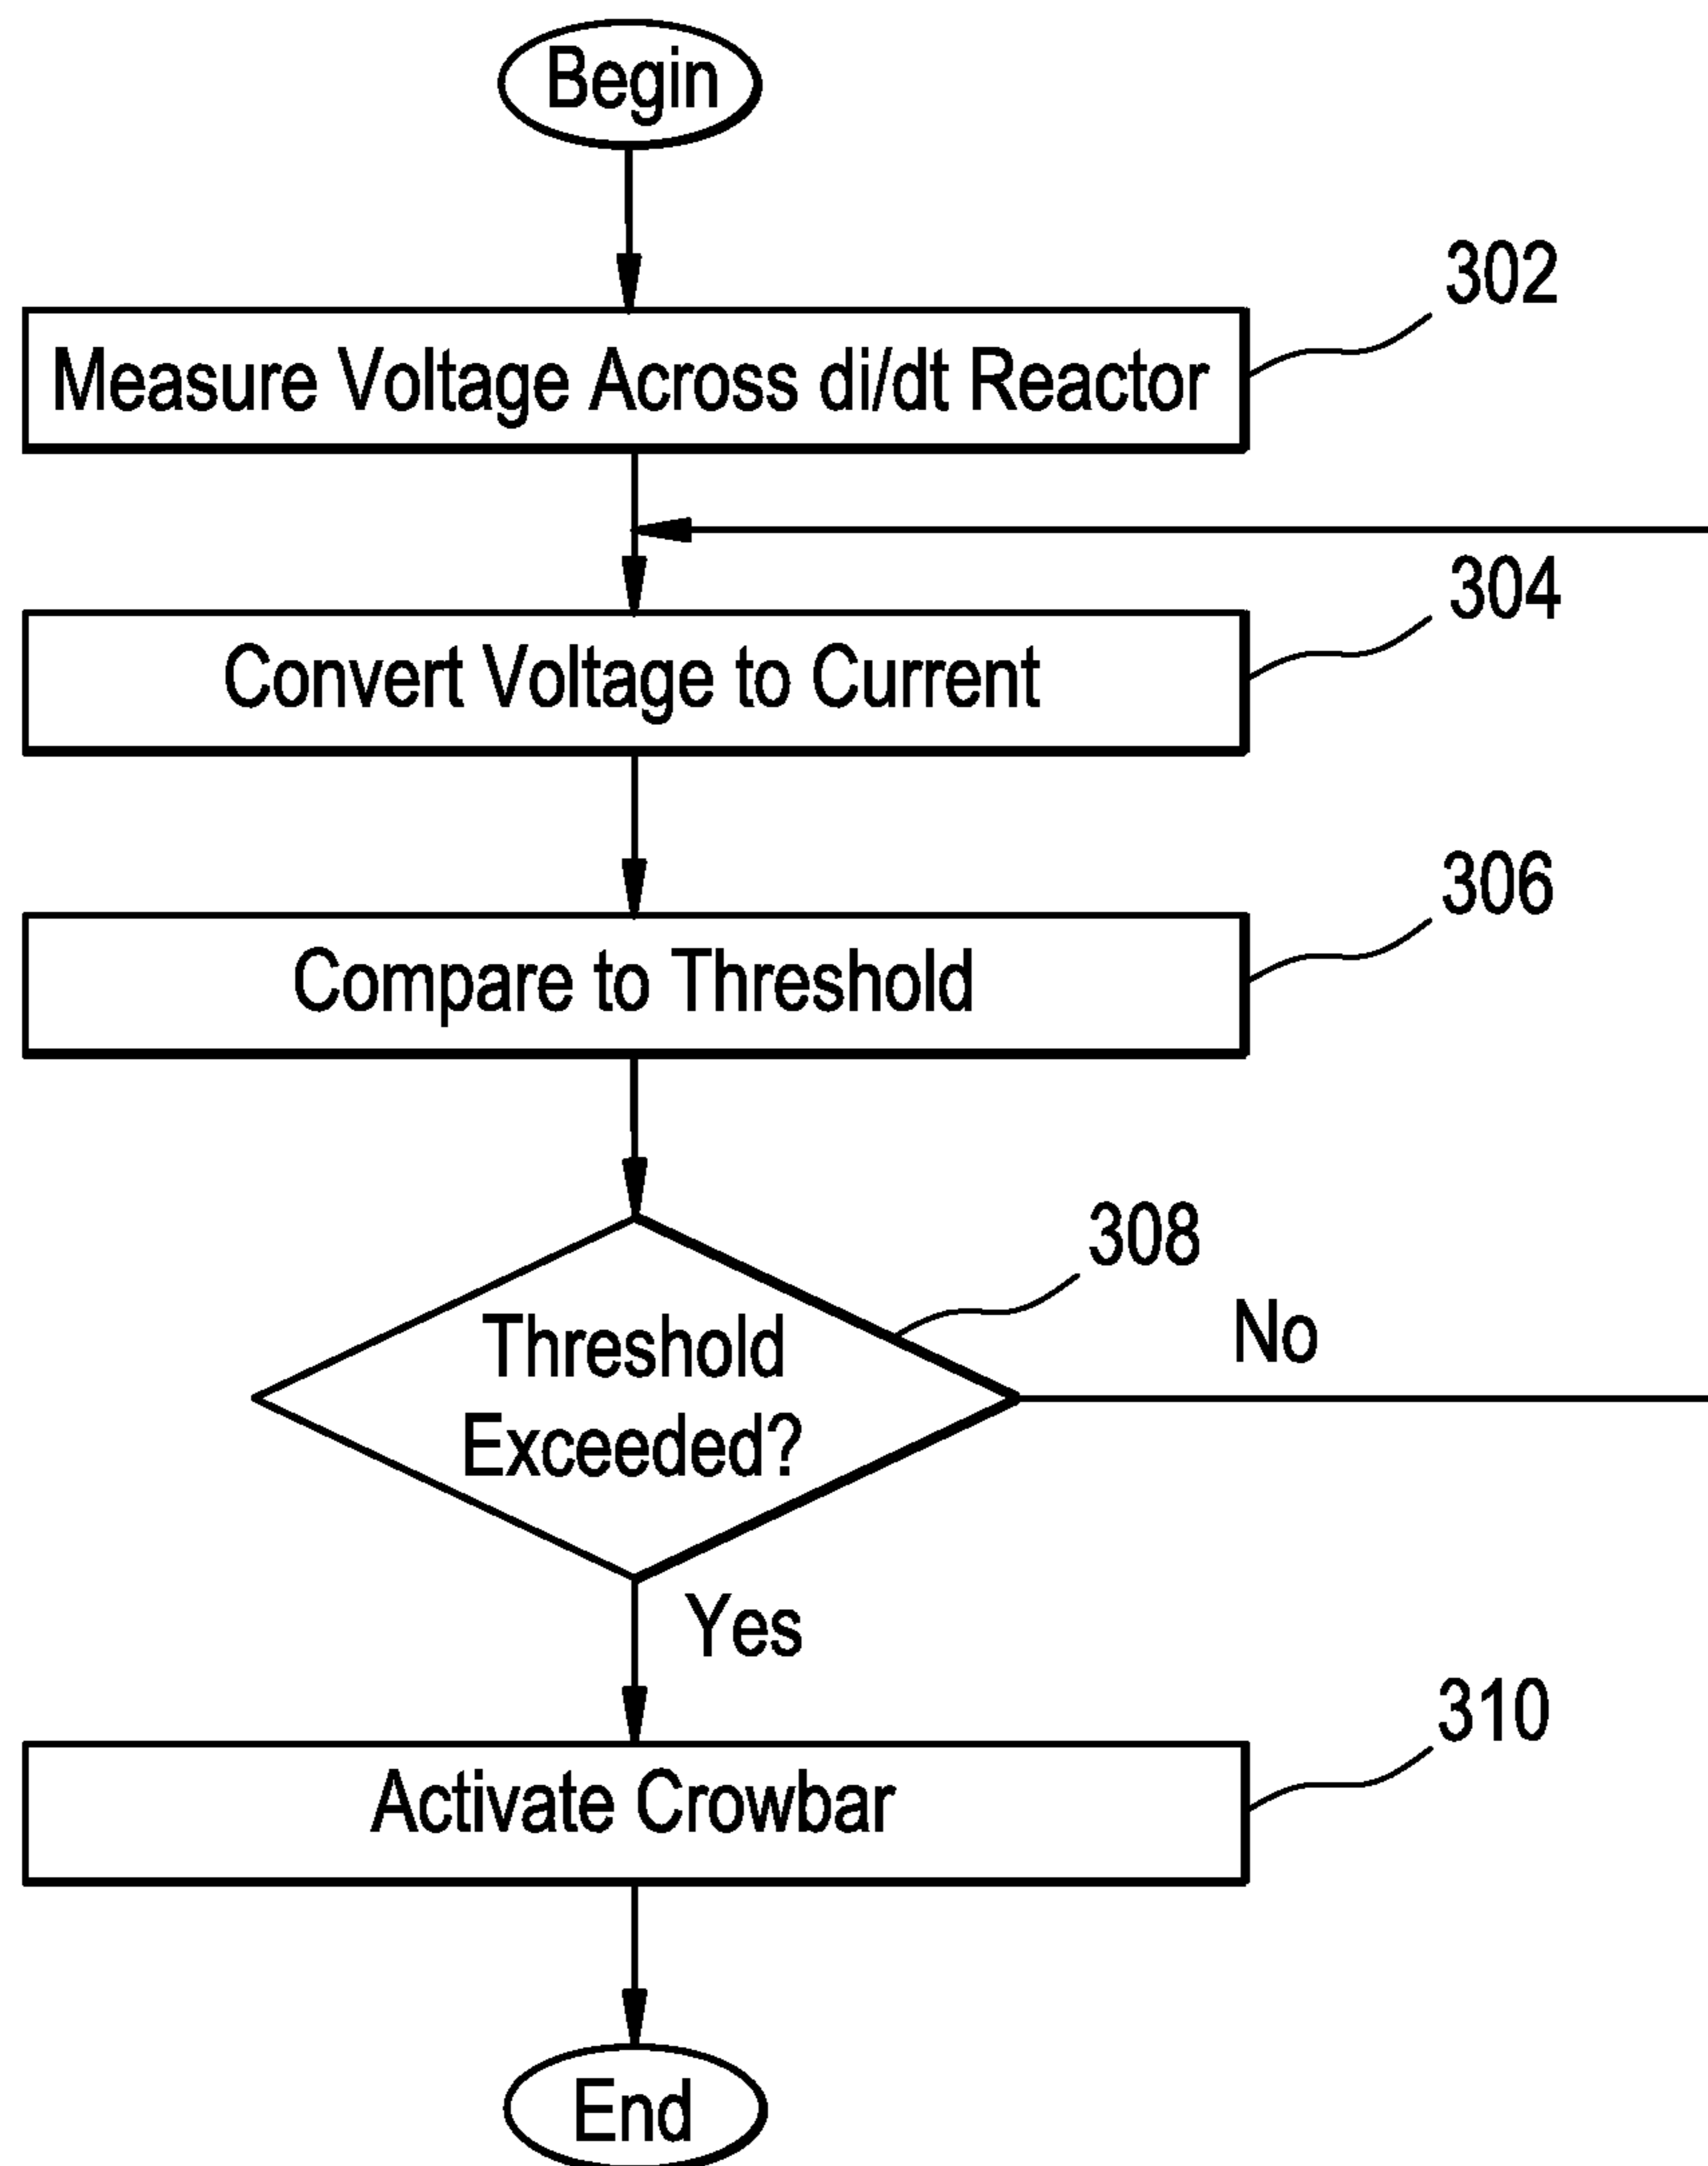 Begin
302
Measure Voltage Across di/dt Reactor
304
Convert Voltage to Current
306
Compare to Threshold
308
Threshold
Exceeded?
No
Yes
310
Activate Crowbar
End